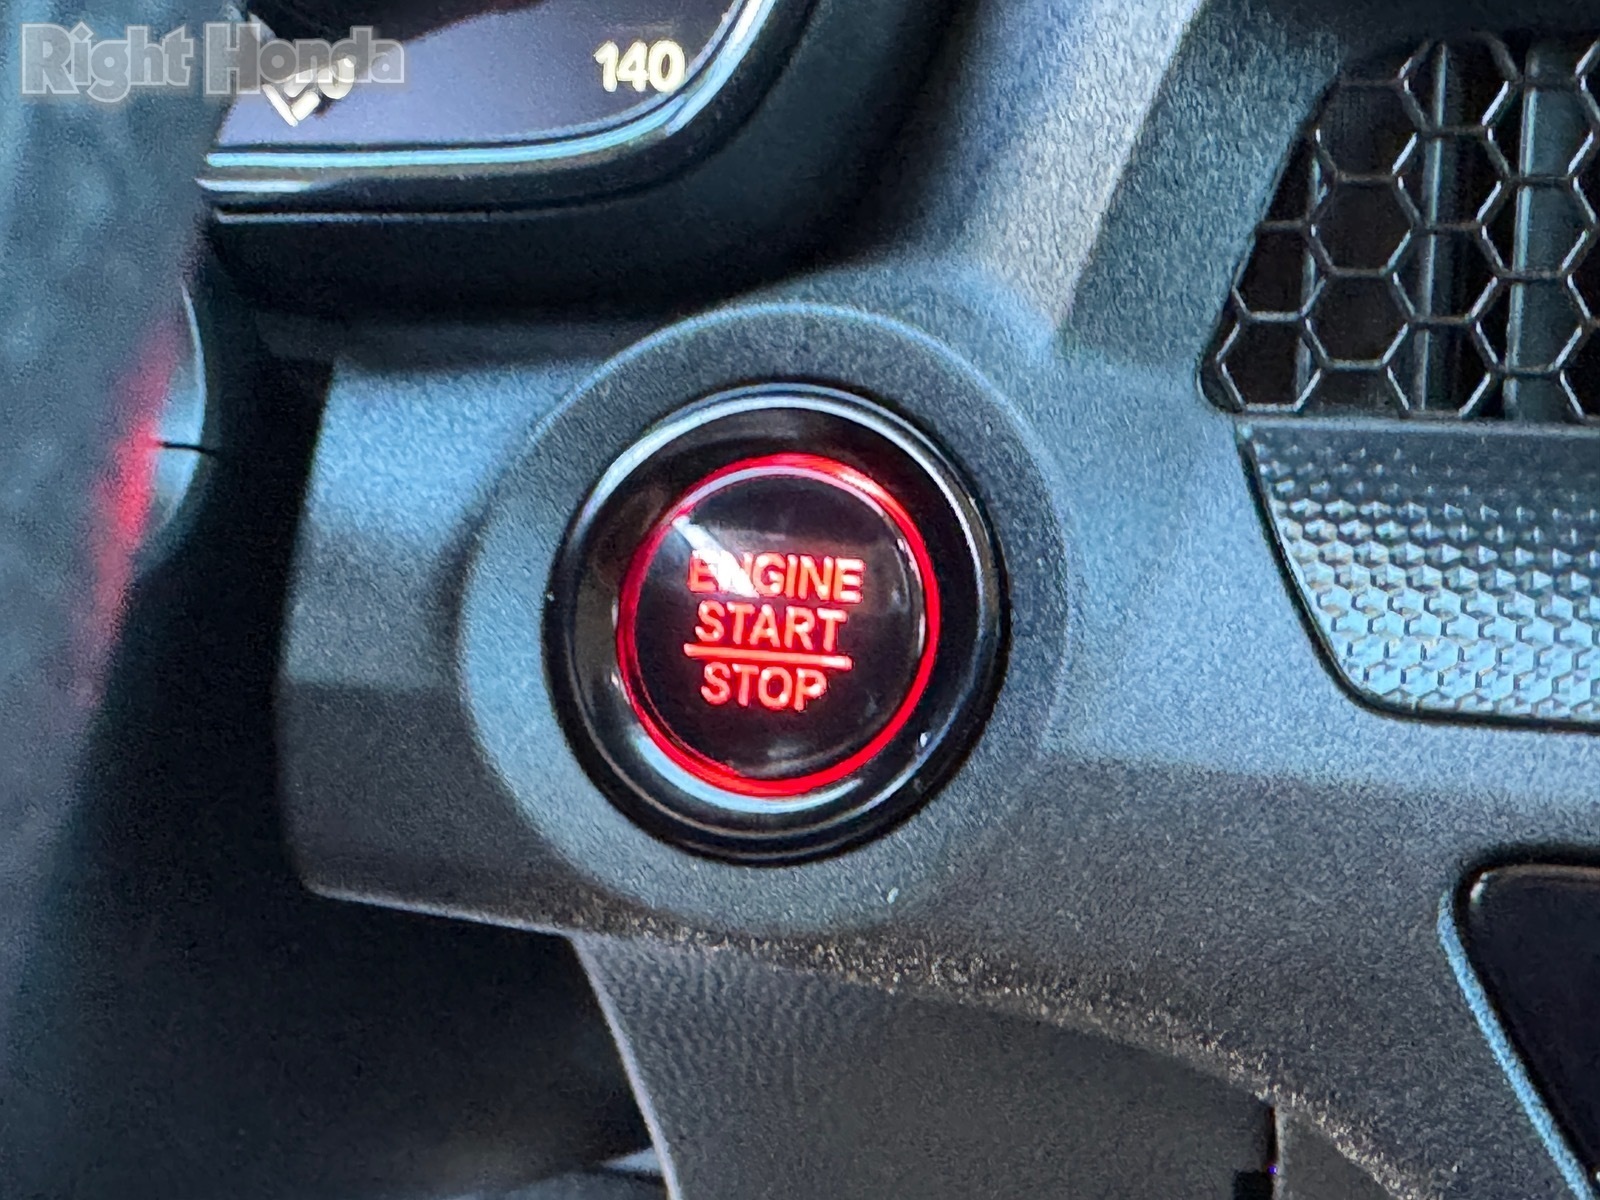 Right Honda
140
ENGINE
START
STOP